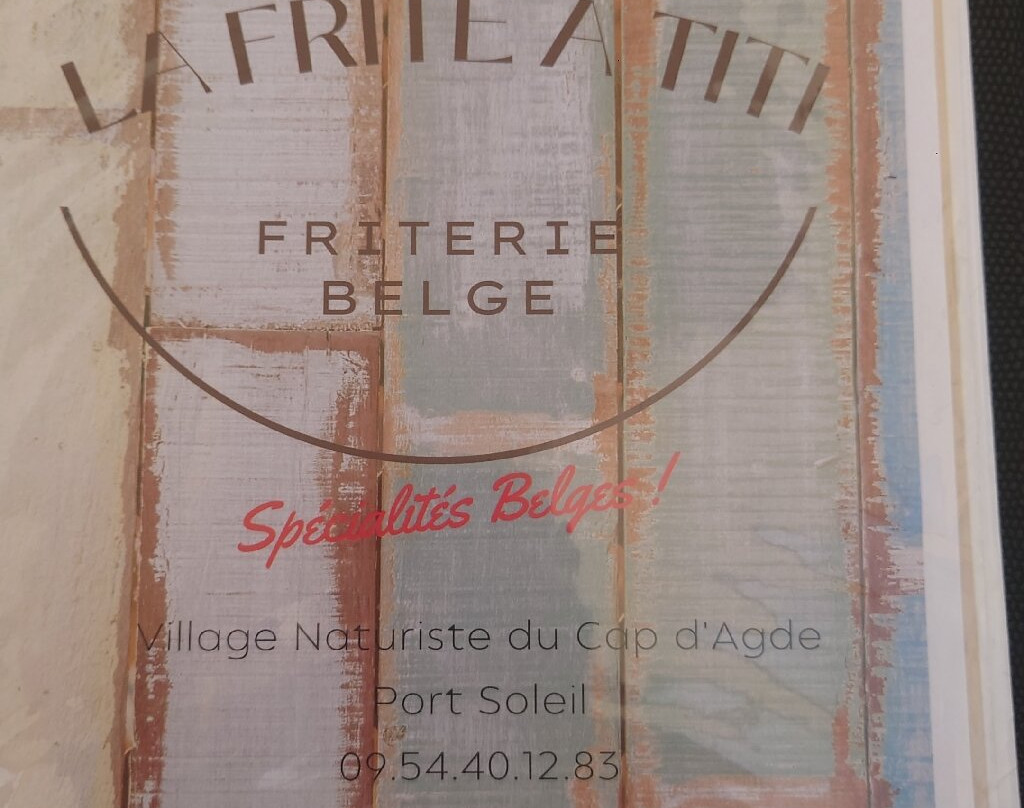 LA FRITE A TITI
FRITERIE
BELGE
Spécialités Belges !
Village Naturiste du Cap d'Agde
Port Soleil
09.54.40.12.83